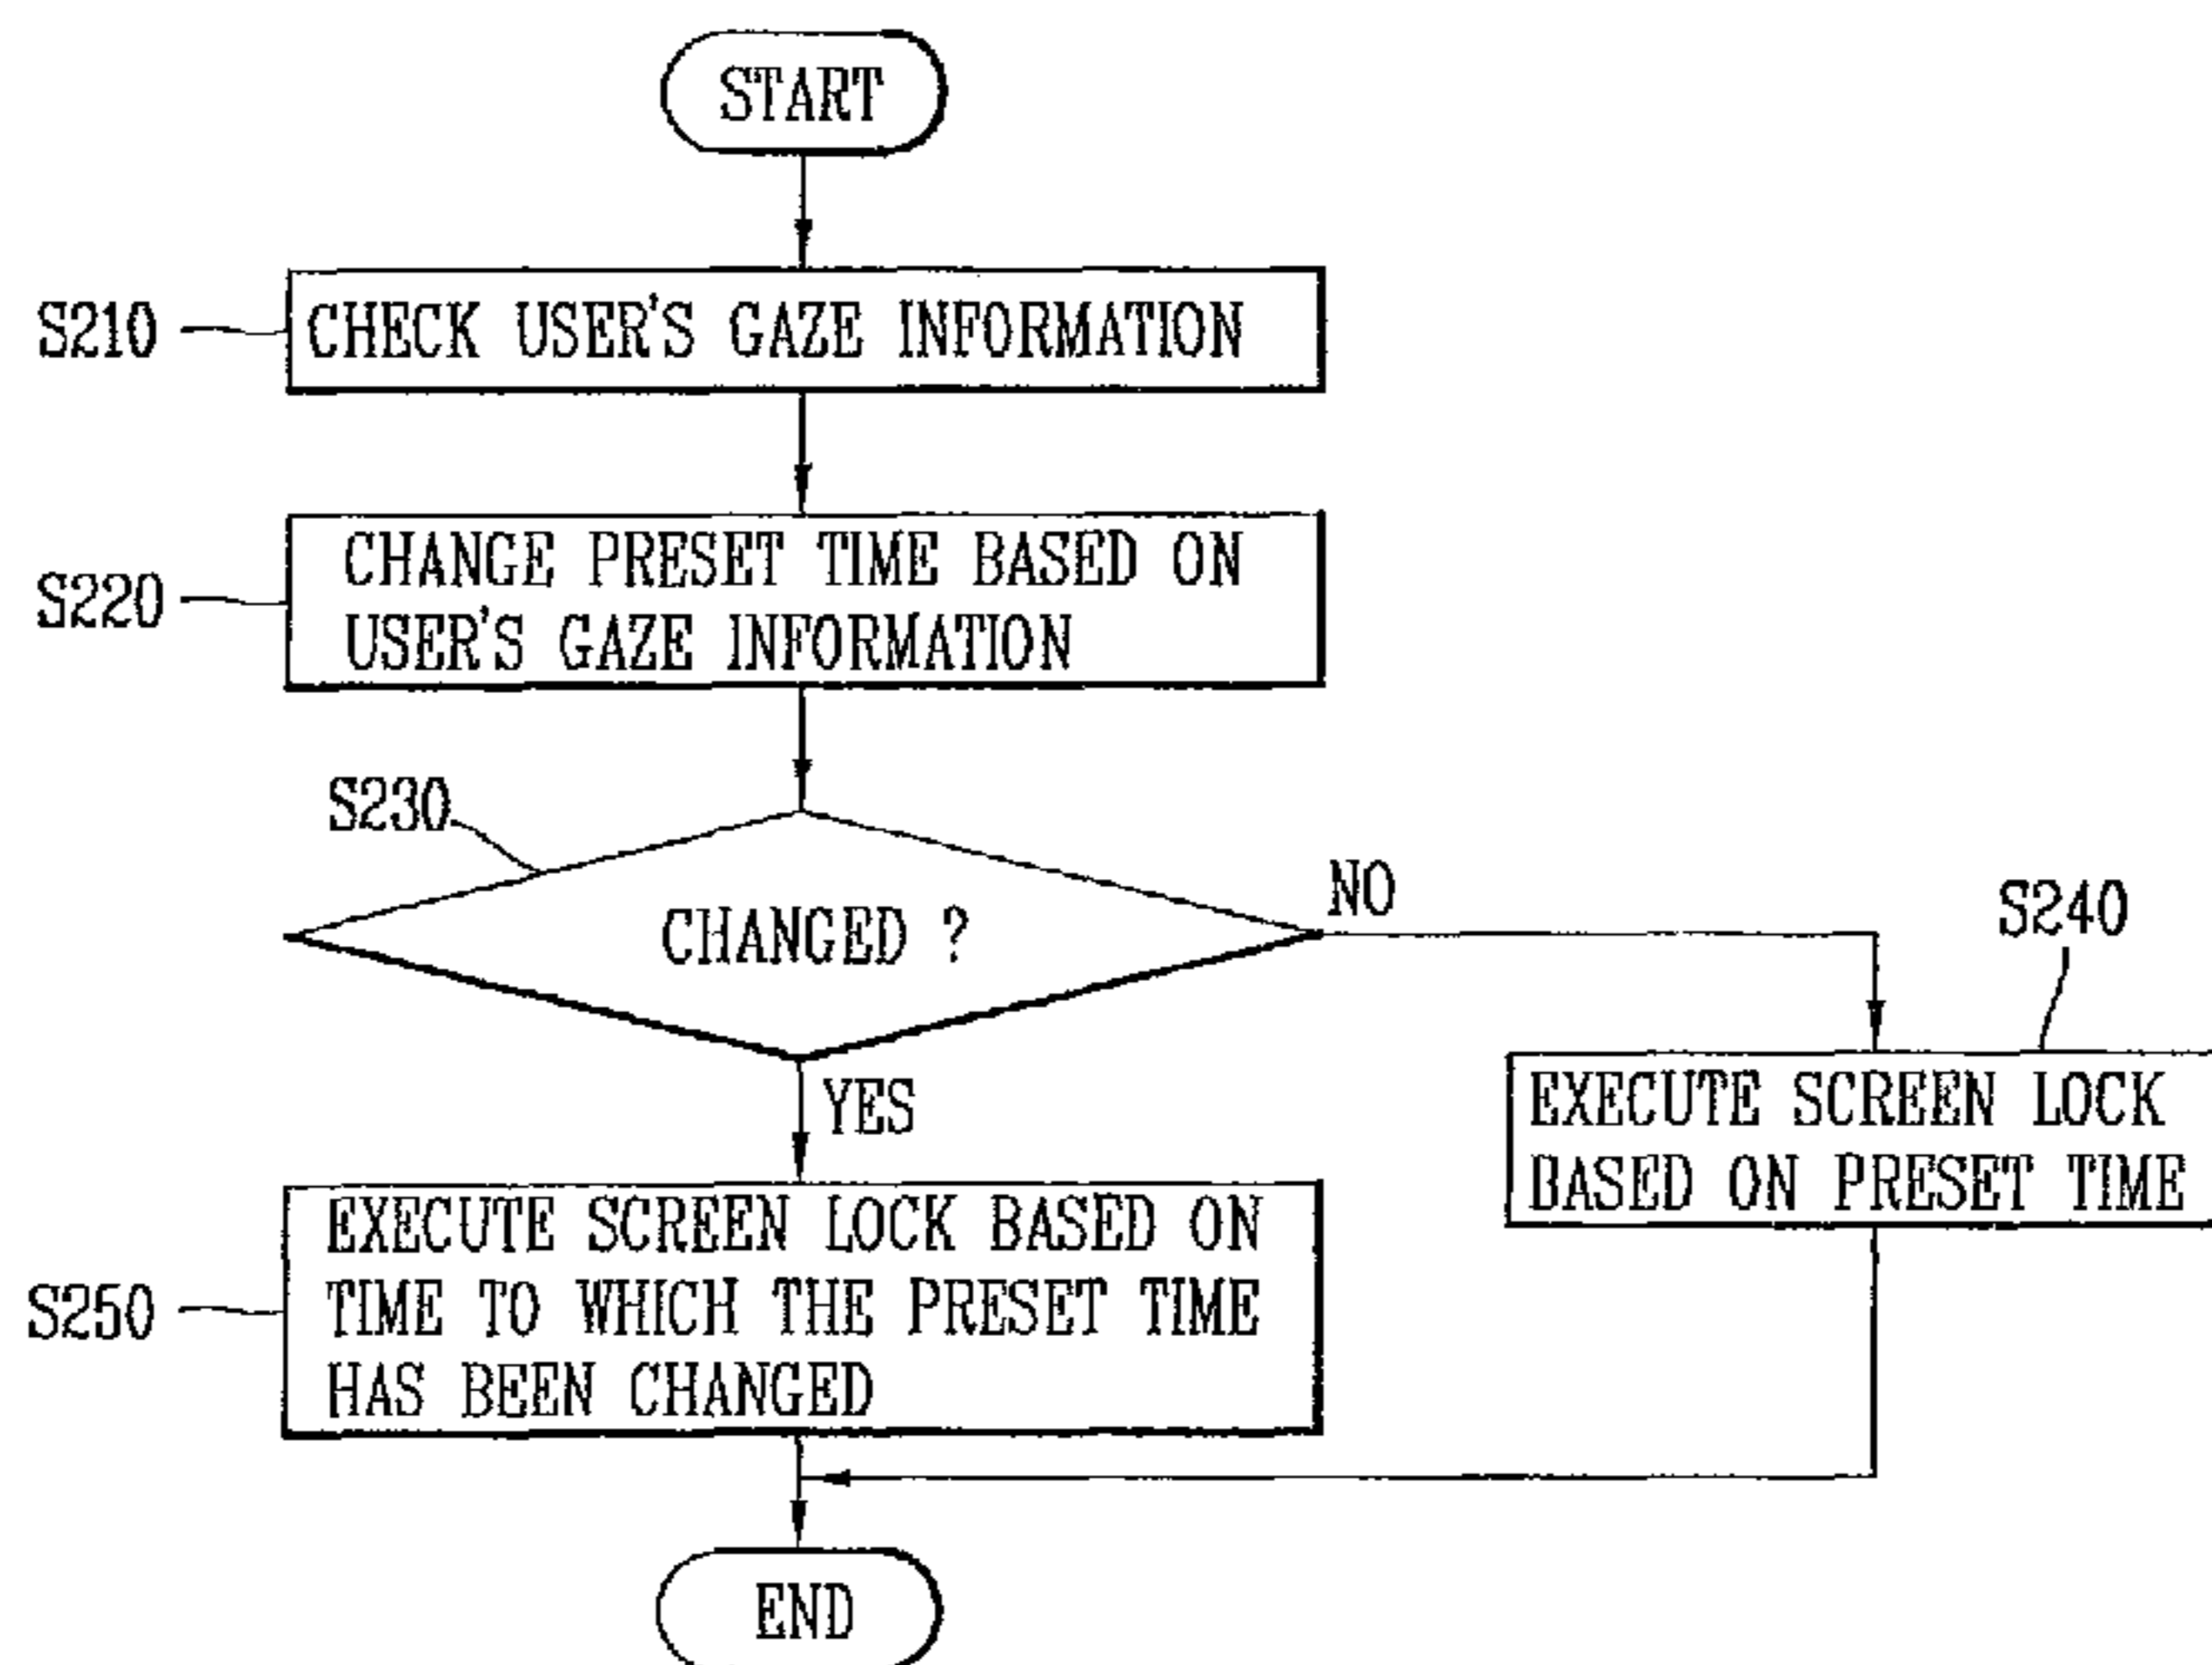 START
S210
CHECK USER'S GAZE INFORMATION
S220
CHANGE PRESET TIME BASED ON
USER'S GAZE INFORMATION
S230
CHANGED ?
NO
S240
YES
EXECUTE SCREEN LOCK
BASED ON PRESET TIME
S250
EXECUTE SCREEN LOCK BASED ON
TIME TO WHICH THE PRESET TIME
HAS BEEN CHANGED
END